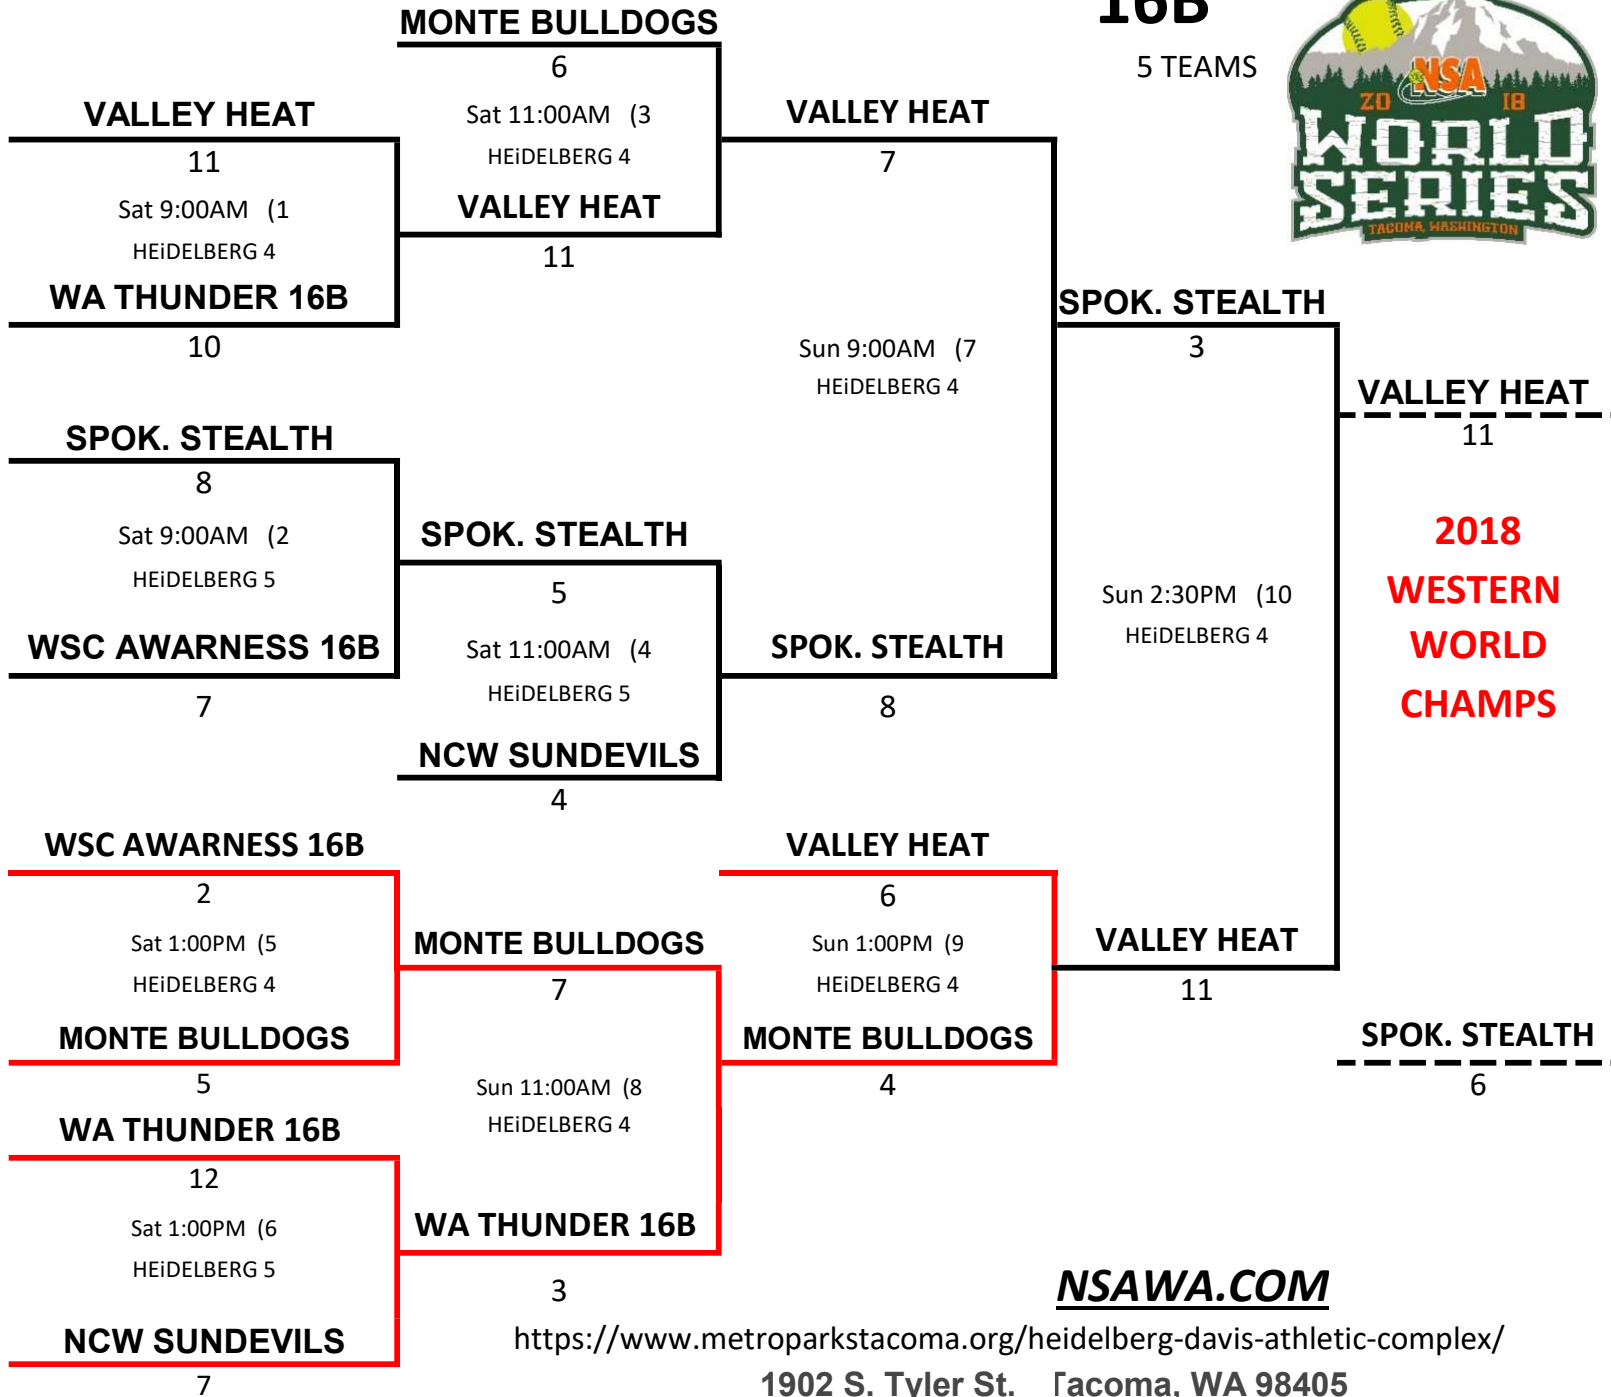 MONTE BULLDOGS
16B
6
5 TEAMS
NSA
2018
WORLD
SERIES
TACOMA, WASHINGTON
VALLEY HEAT
Sat 11:00AM (3
VALLEY HEAT
11
HEiDELBERG 4
7
Sat 9:00AM (1
VALLEY HEAT
HEiDELBERG 4
11
WA THUNDER 16B
SPOK. STEALTH
10
Sun 9:00AM (7
3
HEiDELBERG 4
VALLEY HEAT
11
SPOK. STEALTH
8
Sat 9:00AM (2
SPOK. STEALTH
2018
HEiDELBERG 5
5
Sun 2:30PM (10
WESTERN
WSC AWARNESS 16B
Sat 11:00AM (4
SPOK. STEALTH
HEiDELBERG 4
WORLD
7
HEiDELBERG 5
8
CHAMPS
NCW SUNDEVILS
4
WSC AWARNESS 16B
VALLEY HEAT
2
6
Sat 1:00PM (5
MONTE BULLDOGS
Sun 1:00PM (9
VALLEY HEAT
HEiDELBERG 4
7
HEiDELBERG 4
11
MONTE BULLDOGS
MONTE BULLDOGS
SPOK. STEALTH
5
Sun 11:00AM (8
4
6
WA THUNDER 16B
HEiDELBERG 4
12
Sat 1:00PM (6
WA THUNDER 16B
HEiDELBERG 5
3
NSAWA.COM
NCW SUNDEVILS
https://www.metroparkstacoma.org/heidelberg-davis-athletic-complex/
7
1902 S. Tyler St. Tacoma, WA 98405